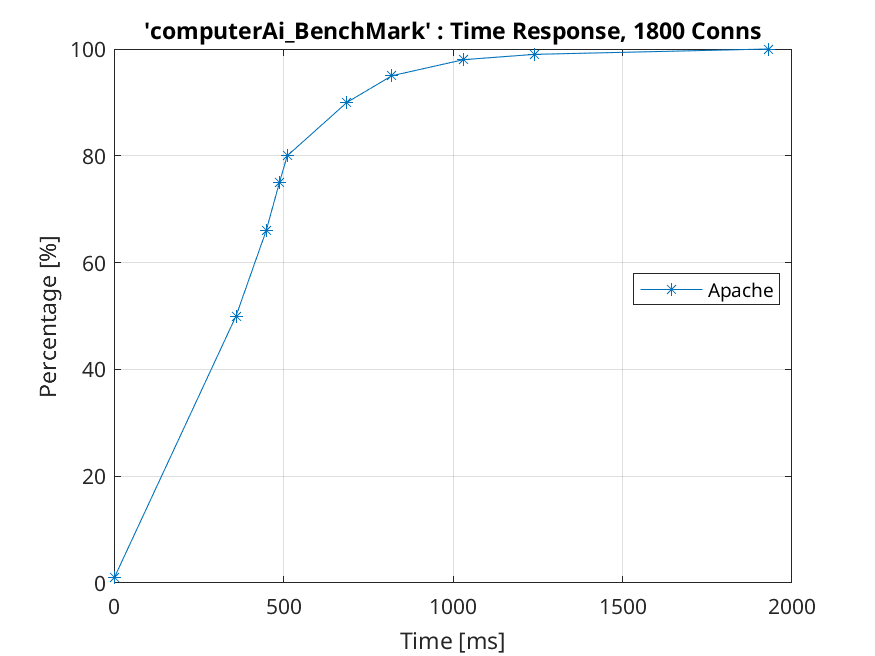 'computerAi_BenchMark' : Time Response, 1800 Conns
100
80
60
40
20
0
Percentage [%]
Apache
0 500 1000 1500 2000
Time [ms]